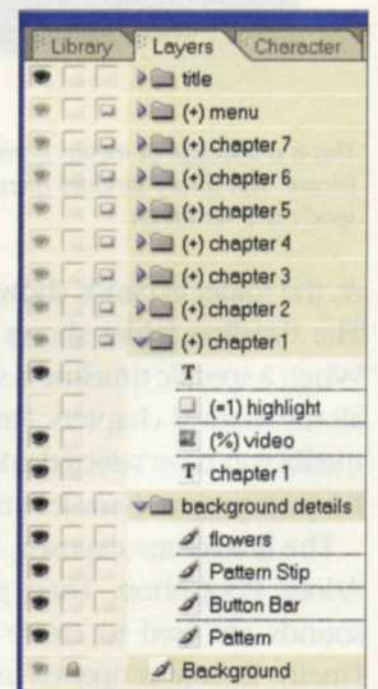 Library Layers Character
title
(+) menu
(+) chapter 7
(+) chapter 6
(+) chapter 5
(+) chapter 4
(+) chapter 3
(+) chapter 2
(+) chapter 1
T
(=1) highlight
(%) video
T chapter 1
background details
flowers
Pattern Stip
Button Bar
Pattern
Background